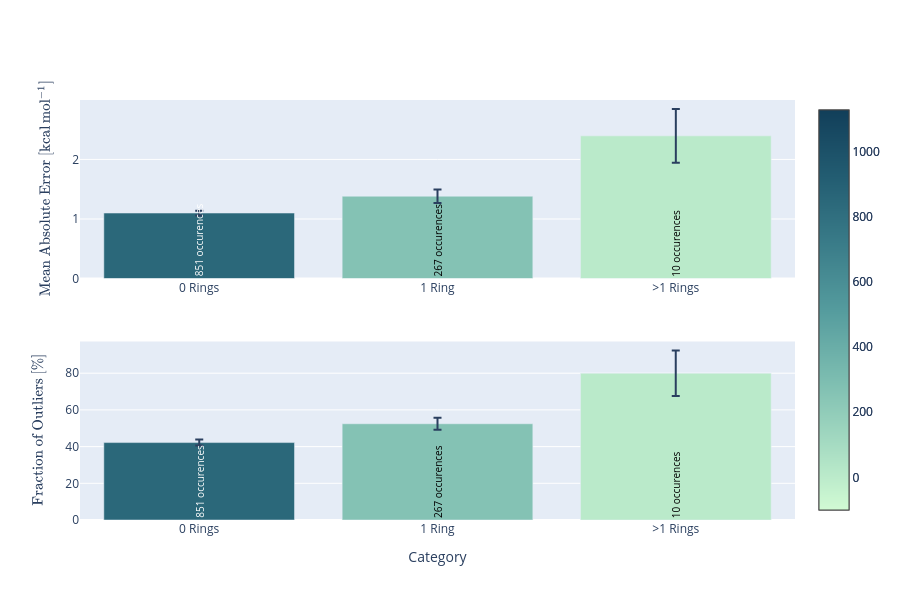 Mean Absolute Error [kcal mol⁻¹]
2
1
0
851 occurences
267 occurences
10 occurences
0 Rings
1 Ring
>1 Rings
Fraction of Outliers [%]
80
60
40
20
0
851 occurences
267 occurences
10 occurences
0 Rings
1 Ring
>1 Rings
Category
1000
800
600
400
200
0